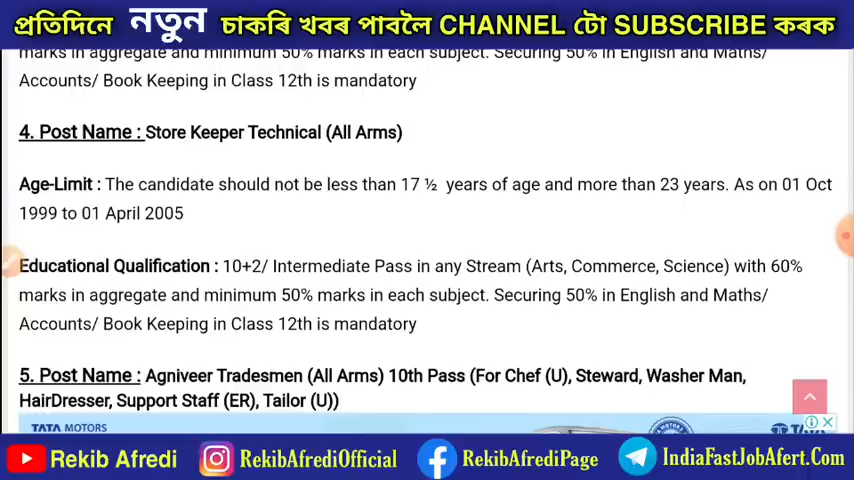 প্ৰতিদিনে নতুন চাকৰি খবৰ পাবলৈ CHANNEL টো SUBSCRIBE কৰক
marks in aggregate and minimum 50% marks in each subject. Securing 50% in English and Maths/
Accounts/ Book Keeping in Class 12th is mandatory
4. Post Name : Store Keeper Technical (All Arms)
Age-Limit : The candidate should not be less than 17 ½ years of age and more than 23 years. As on 01 Oct
1999 to 01 April 2005
Educational Qualification : 10+2/ Intermediate Pass in any Stream (Arts, Commerce, Science) with 60%
marks in aggregate and minimum 50% marks in each subject. Securing 50% in English and Maths/
Accounts/ Book Keeping in Class 12th is mandatory
5. Post Name : Agniveer Tradesmen (All Arms) 10th Pass (For Chef (U), Steward, Washer Man,
HairDresser, Support Staff (ER), Tailor (U))
TATA MOTORS
Rekib Afredi RekibAfrediOfficial RekibAfrediPage IndiaFastJobAfert.Com